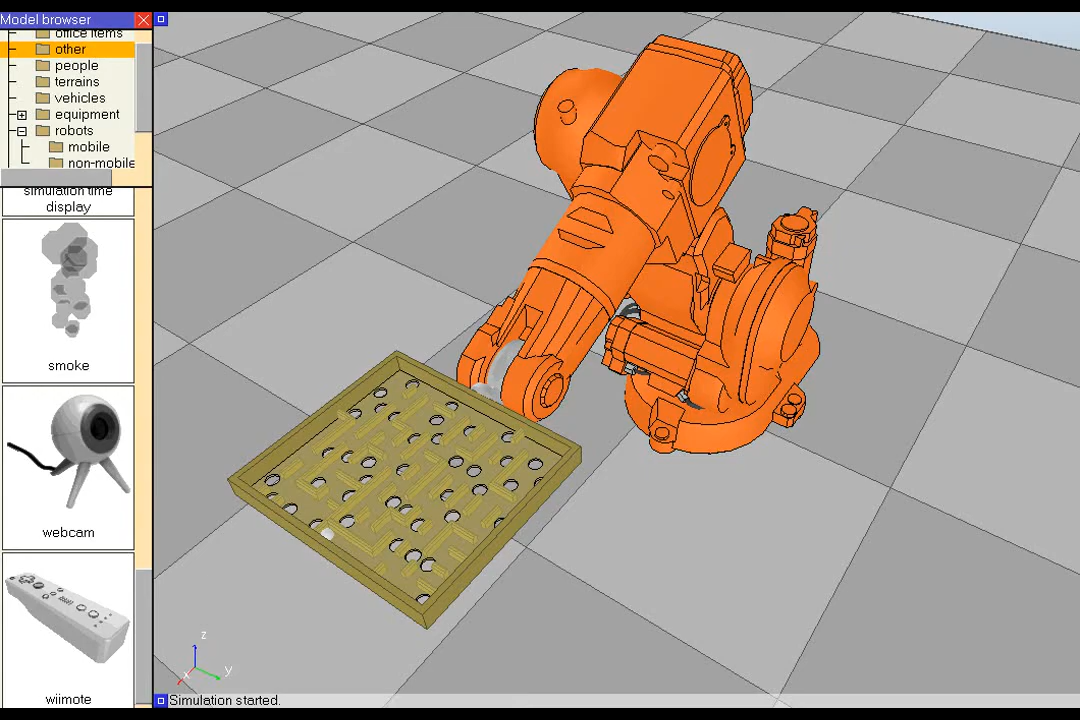 Model browser
office items
other
people
terrains
vehicles
equipment
robots
mobile
non-mobile
simulation time
display
smoke
webcam
wiimote
z
y
x
Simulation started.